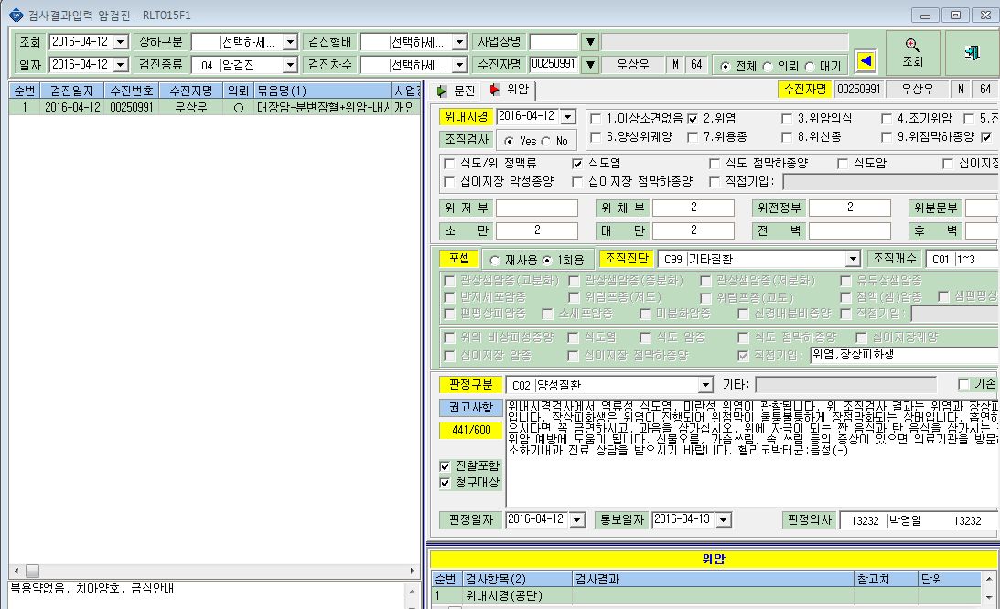 검사결과입력-암검진 - RLT015F1
조회 2016-04-12 상하구분 선택하세... 검진형태 선택하세... 사업장명
일자 2016-04-12 검진종류 04 암검진 검진차수 선택하세... 수진자명 00250991 우상우 M 64 전체 의뢰 대기 조회
순번 검진일자 수진번호 수진자명 의뢰 묶음명(1) 사업장
1 2016-04-12 00250991 우상우 ○ 대장암-분변잠혈+위암-내시 개인
문진 위암 수진자명 00250991 우상우 M 64
위내시경 2016-04-12 1.이상소견없음 2.위염 3.위암의심 4.조기위암 5.진
조직검사 Yes No 6.양성위궤양 7.위용종 8.위선종 9.위점막하종양
식도/위 정맥류 식도염 식도 점막하종양 식도암 십이지장
십이지장 악성종양 십이지장 점막하종양 직접기입:
위 저 부 위 체 부 2 위전정부 2 위분문부
소 만 2 대 만 2 전 벽 후 벽
포셉 재사용 1회용 조직진단 C99 기타질환 조직개수 C01 1~3
관상샘암종(고분화) 관상샘암종(중분화) 관상샘암종(저분화) 유두상샘암종
반지세포암종 위림프종(저도) 위림프종(고도) 점액(샘)암종 샘편평상
편평상피암종 소세포암종 미분화암종 신경내분비종양 직접기입:
위의 비상피성종양 식도염 식도 암종 식도 점막하종양 십이지장궤양
십이지장 암종 십이지장 점막하종양 직접기입: 위염,장상피화생
판정구분 C02 양성질환 기타: 기존
권고사항
441/600
위내시경검사에서 역류성 식도염, 미란성 위염이 관찰됩니다. 위 조직검사 결과는 위염과 장상피
입니다. 장상피화생은 위염이 진행되어 위점막이 울퉁불퉁하게 장점막화되는 상태입니다. 흡연하
으시다면 꼭 금연하시고, 과음을 삼가십시오. 위에 자극이 되는 짠 음식과 탄 음식을 삼가시는
위암 예방에 도움이 됩니다. 신물오름, 가슴쓰림, 속 쓰림 등의 증상이 있으면 의료기관을 방문하
소화기내과 진료 상담을 받으시기 바랍니다. 헬리코박터균:음성(-)
진찰포함
청구대상
판정일자 2016-04-12 통보일자 2016-04-13 판정의사 13232 박영일 13232
위암
순번 검사항목(2) 검사결과 참고치 단위
1 위내시경(공단)
복용약없음, 치아양호, 금식안내